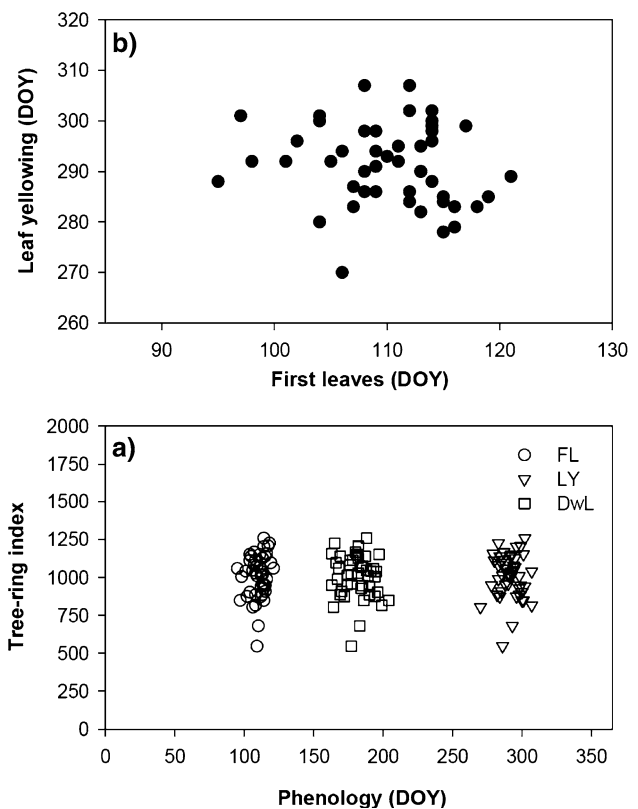 b)
320
310
300
290
280
270
260
Leaf yellowing (DOY)
90 100 110 120 130
First leaves (DOY)
a)
2000
1750
1500
1250
1000
750
500
250
0
Tree-ring index
FL
LY
DwL
0 50 100 150 200 250 300 350
Phenology (DOY)